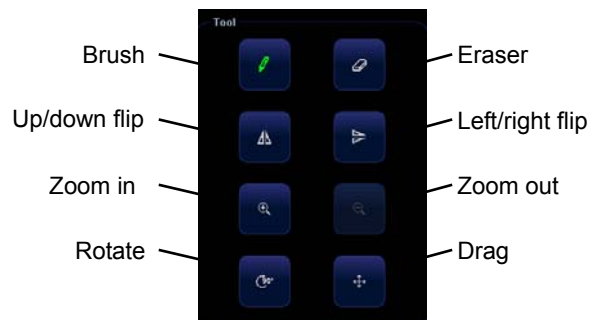 Tool
Brush
Eraser
Up/down flip
Left/right flip
Zoom in
Zoom out
Rotate
Drag